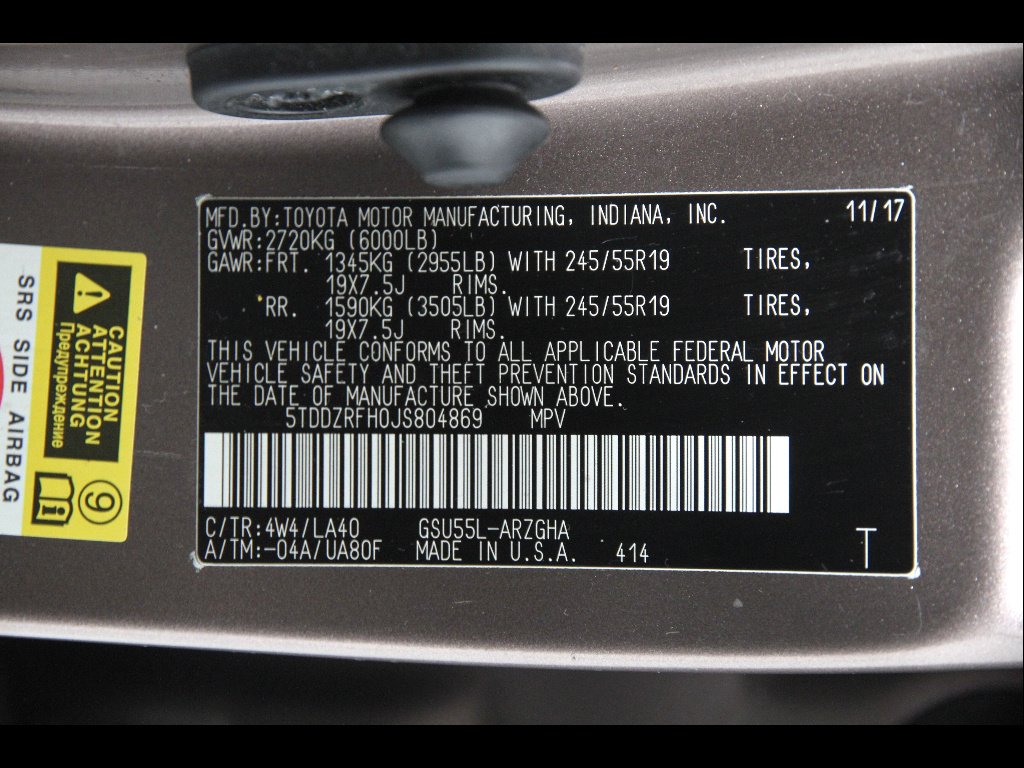 MFD.BY:TOYOTA MOTOR MANUFACTURING, INDIANA, INC. 11/17
GVWR:2720KG (6000LB)
GAWR:FRT. 1345KG (2955LB) WITH 245/55R19 TIRES,
19X7.5J RIMS.
RR. 1590KG (3505LB) WITH 245/55R19 TIRES,
19X7.5J RIMS.
THIS VEHICLE CONFORMS TO ALL APPLICABLE FEDERAL MOTOR
VEHICLE SAFETY AND THEFT PREVENTION STANDARDS IN EFFECT ON
THE DATE OF MANUFACTURE SHOWN ABOVE.
5TDDZRFH0JS804869 MPV
C/TR:4W4/LA40 GSU55L-ARZGHA
A/TM:-04A/UA80F MADE IN U.S.A. 414
T
CAUTION
ATTENTION
ACHTUNG
Предупреждение
9
SRS SIDE AIRBAG